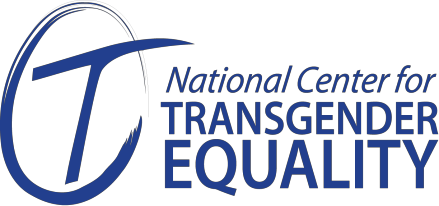 T
National Center for
TRANSGENDER
EQUALITY